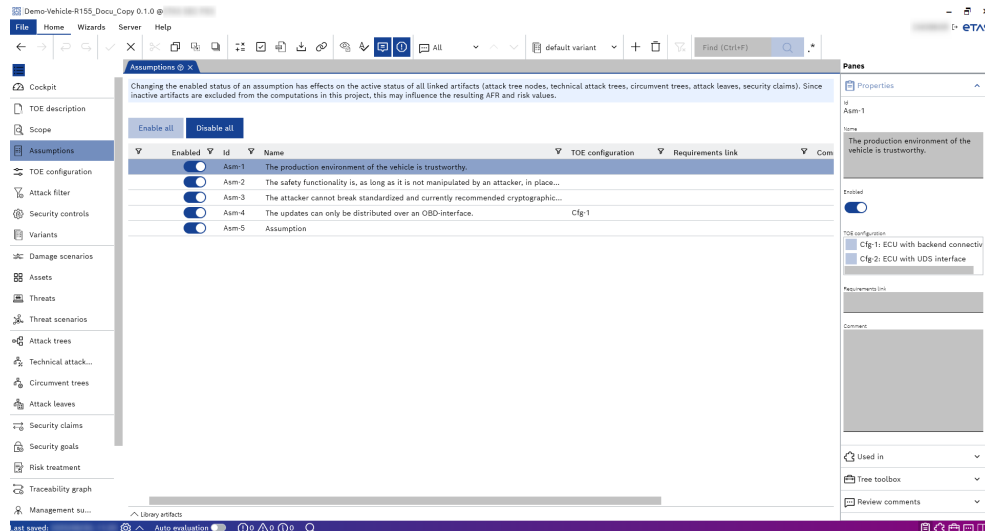 Demo-Vehicle-R155_Docu_Copy 0.1.0 @
File Home Wizards Server Help
ETA
All
default variant
Find (Ctrl+F)
.*
Cockpit
TOE description
Scope
Assumptions
TOE configuration
Attack filter
Security controls
Variants
Damage scenarios
Assets
Threats
Threat scenarios
Attack trees
Technical attack...
Circumvent trees
Attack leaves
Security claims
Security goals
Risk treatment
Traceability graph
Management su...
Assumptions
Changing the enabled status of an assumption has effects on the active status of all linked artifacts (attack tree nodes, technical attack trees, circumvent trees, attack leaves, security claims). Since
inactive artifacts are excluded from the computations in this project, this may influence the resulting AFR and risk values.
Enable all Disable all
Enabled Id Name TOE configuration Requirements link Com
Asm-1 The production environment of the vehicle is trustworthy.
Asm-2 The safety functionality is, as long as it is not manipulated by an attacker, in place...
Asm-3 The attacker cannot break standardized and currently recommended cryptographic...
Asm-4 The updates can only be distributed over an OBD-interface. Cfg-1
Asm-5 Assumption
Library artifacts
Panes
Properties
Id
Asm-1
Name
The production environment of the
vehicle is trustworthy.
Enabled
TOE configuration
Cfg-1: ECU with backend connectiv
Cfg-2: ECU with UDS interface
Requirements link
Comment
Used in
Tree toolbox
Review comments
ast saved: Auto evaluation 0 0 0